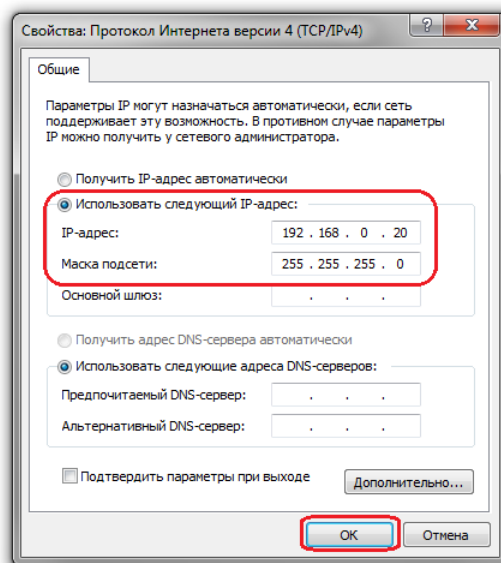 Свойства: Протокол Интернета версии 4 (TCP/IPv4)
Общие
Параметры IP могут назначаться автоматически, если сеть
поддерживает эту возможность. В противном случае параметры
IP можно получить у сетевого администратора.
Получить IP-адрес автоматически
Использовать следующий IP-адрес:
IP-адрес: 192 . 168 . 0 . 20
Маска подсети: 255 . 255 . 255 . 0
Основной шлюз: . . .
Получить адрес DNS-сервера автоматически
Использовать следующие адреса DNS-серверов:
Предпочитаемый DNS-сервер: . . .
Альтернативный DNS-сервер: . . .
Подтвердить параметры при выходе
Дополнительно...
ОК Отмена